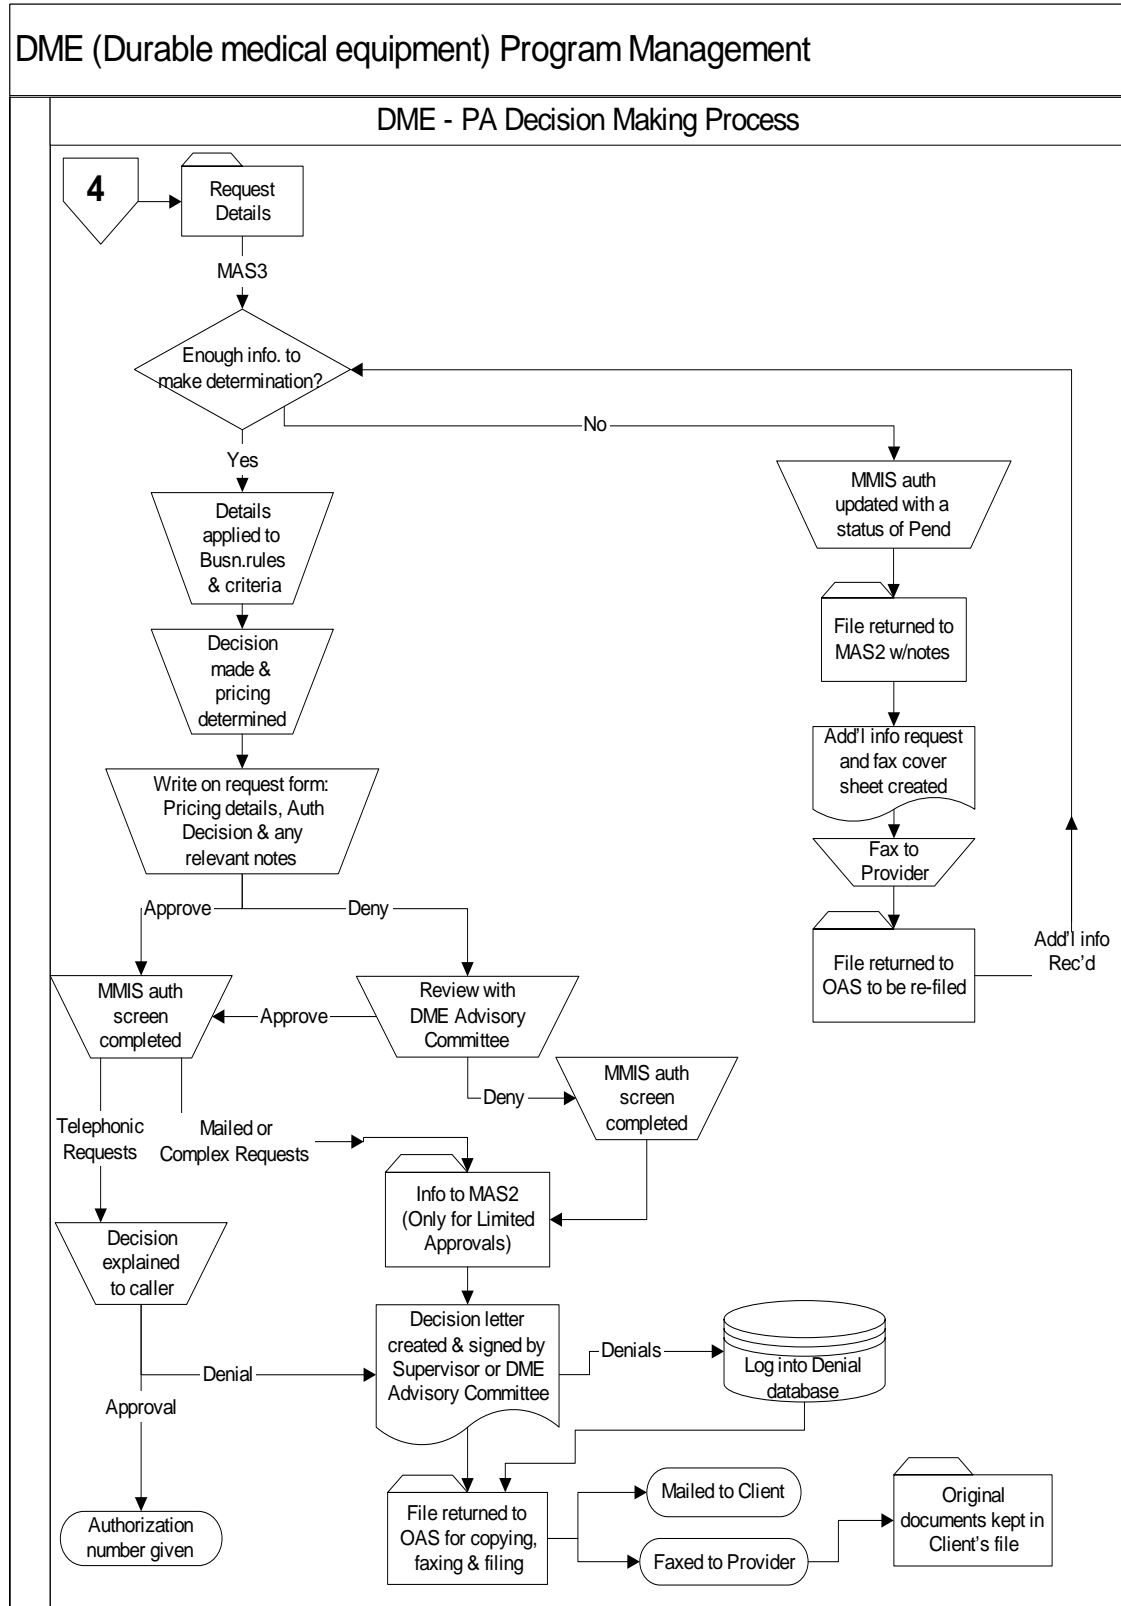 DME (Durable medical equipment) Program Management
DME - PA Decision Making Process
4
Request
Details
MAS3
Enough info. to
make determination?
No
Yes
MMIS auth
updated with a
status of Pend
Details
applied to
Busn.rules
& criteria
File returned to
MAS2 w/notes
Decision
made &
pricing
determined
Add'l info request
and fax cover
sheet created
Write on request form:
Pricing details, Auth
Decision & any
relevant notes
Fax to
Provider
Approve
Deny
File returned to
OAS to be re-filed
Add'l info
Rec'd
MMIS auth
screen
completed
Approve
Review with
DME Advisory
Committee
Deny
MMIS auth
screen
completed
Telephonic
Requests
Mailed or
Complex Requests
Info to MAS2
(Only for Limited
Approvals)
Decision
explained
to caller
Decision letter
created & signed by
Supervisor or DME
Advisory Committee
Denials
Log into Denial
database
Denial
Approval
Authorization
number given
File returned to
OAS for copying,
faxing & filing
Mailed to Client
Faxed to Provider
Original
documents kept in
Client's file